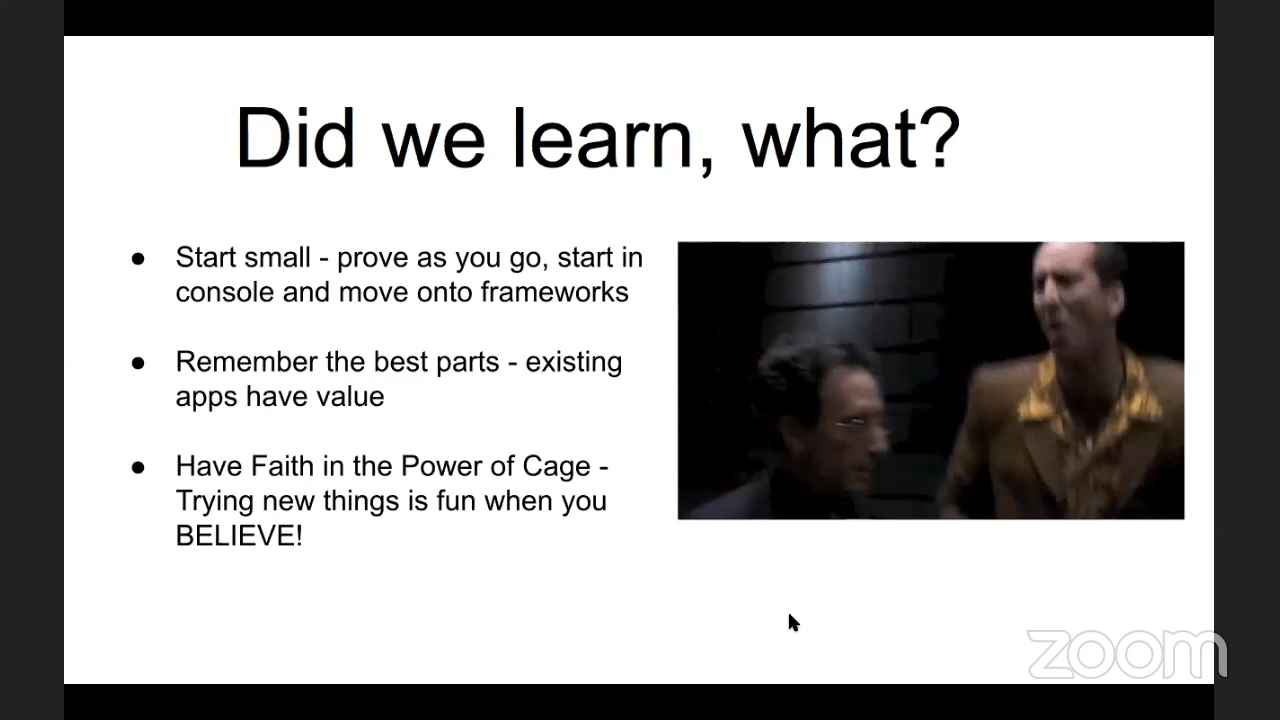 Did we learn, what?
● Start small - prove as you go, start in
console and move onto frameworks
● Remember the best parts - existing
apps have value
● Have Faith in the Power of Cage -
Trying new things is fun when you
BELIEVE!
zoom